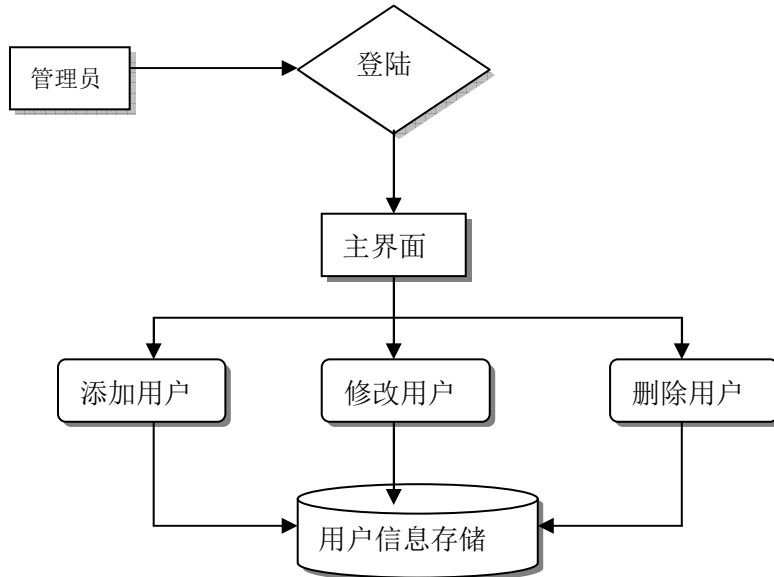 登陆
管理员
主界面
添加用户
修改用户
删除用户
用户信息存储